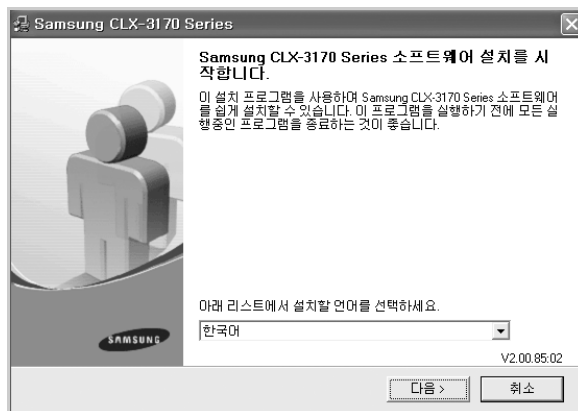 Samsung CLX-3170 Series
Samsung CLX-3170 Series 소프트웨어 설치를 시
작합니다.
이 설치 프로그램을 사용하여 Samsung CLX-3170 Series 소프트웨어
를 쉽게 설치할 수 있습니다. 이 프로그램을 실행하기 전에 모든 실
행중인 프로그램을 종료하는 것이 좋습니다.
아래 리스트에서 설치할 언어를 선택하세요.
한국어
SAMSUNG
V2.00.85:02
다음 >
취소